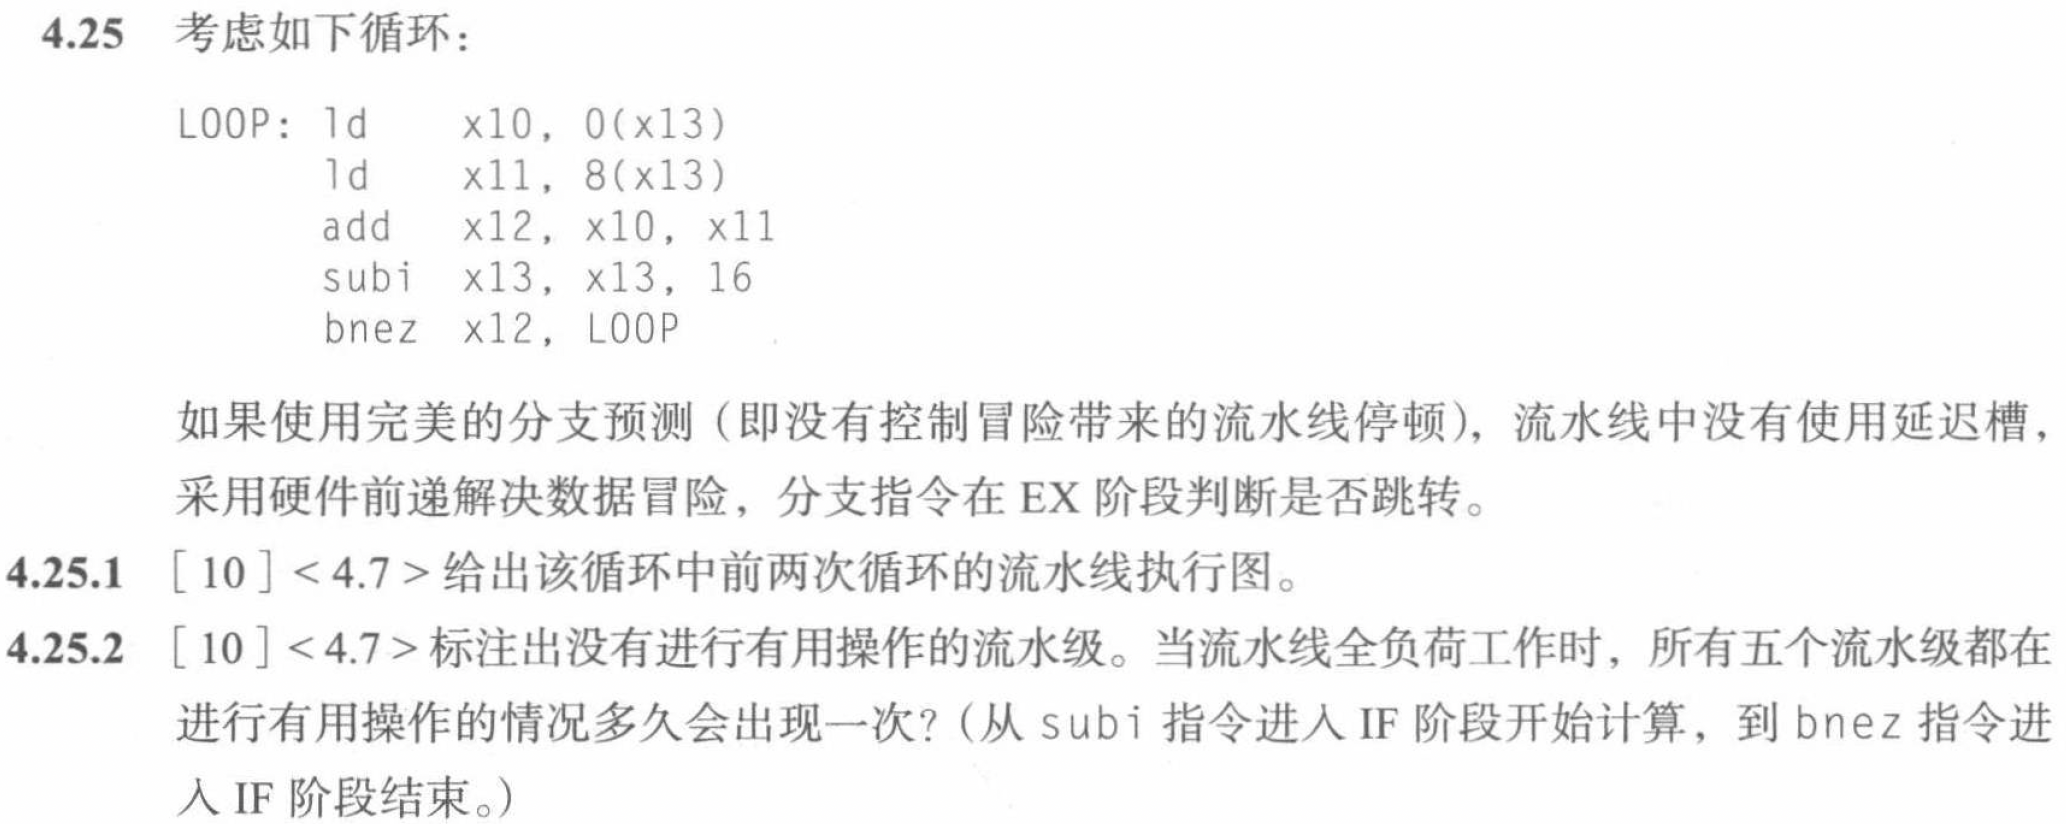 4.25 考虑如下循环：
LOOP: ld x10, 0(x13)
ld x11, 8(x13)
add x12, x10, x11
subi x13, x13, 16
bnez x12, LOOP
如果使用完美的分支预测（即没有控制冒险带来的流水线停顿），流水线中没有使用延迟槽，
采用硬件前递解决数据冒险，分支指令在 EX 阶段判断是否跳转。
4.25.1 ［10］< 4.7 > 给出该循环中前两次循环的流水线执行图。
4.25.2 ［10］< 4.7 > 标注出没有进行有用操作的流水级。当流水线全负荷工作时，所有五个流水级都在
进行有用操作的情况多久会出现一次？（从 subi 指令进入 IF 阶段开始计算，到 bnez 指令进
入 IF 阶段结束。）